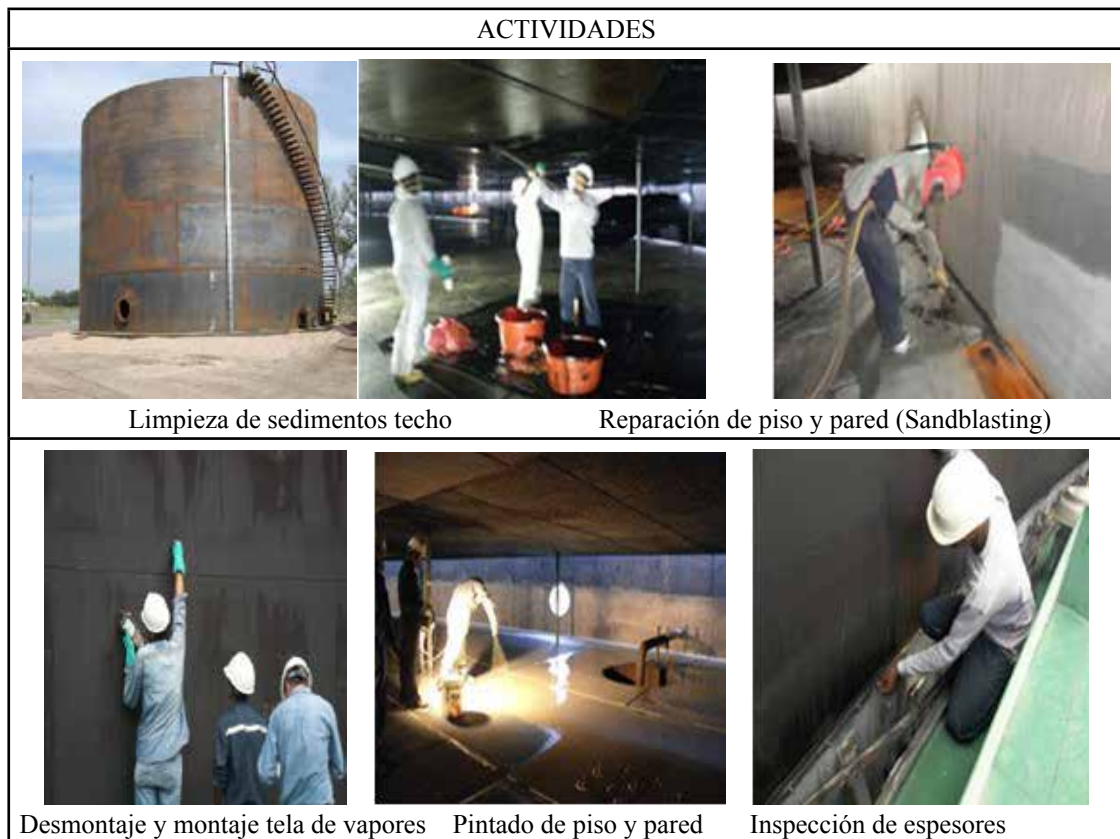 ACTIVIDADES
Limpieza de sedimentos techo
Reparación de piso y pared (Sandblasting)
Desmontaje y montaje tela de vapores
Pintado de piso y pared
Inspección de espesores